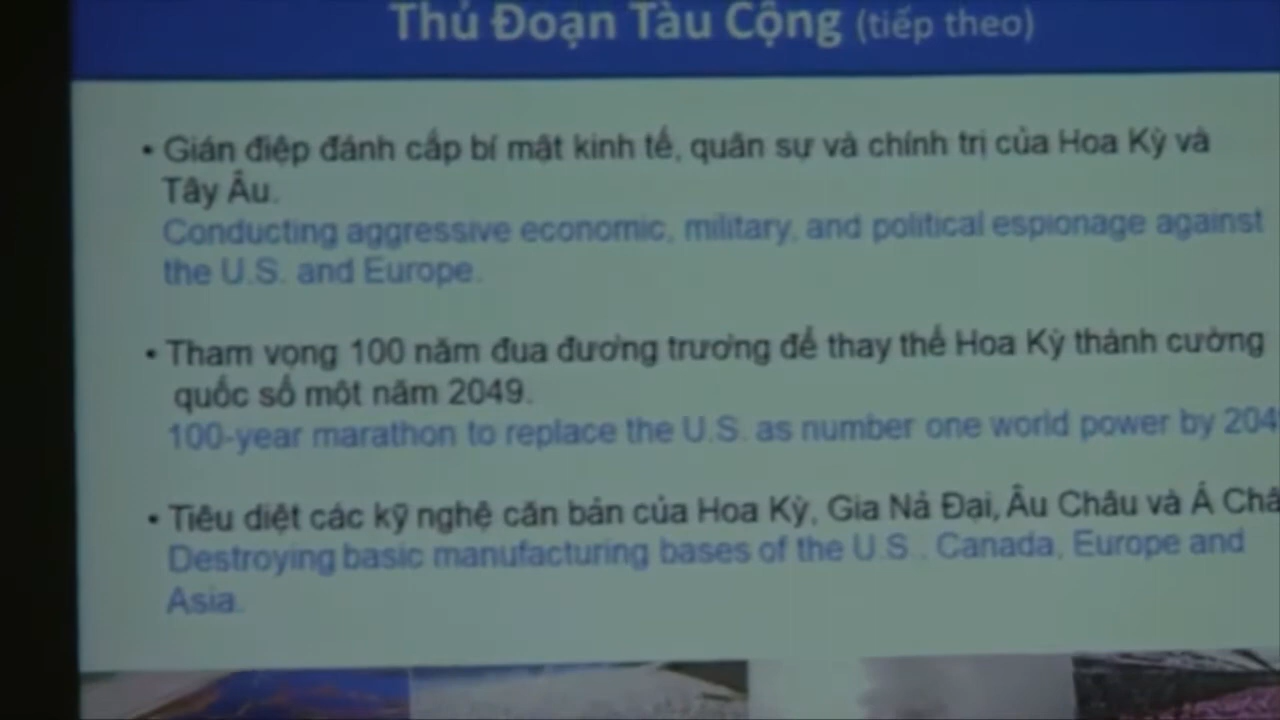 Thủ Đoạn Tàu Cộng (tiếp theo)
• Gián điệp đánh cắp bí mật kinh tế, quân sự và chính trị của Hoa Kỳ và
Tây Âu.
Conducting aggressive economic, military, and political espionage against
the U.S. and Europe.
• Tham vọng 100 năm đua đương trương để thay thế Hoa Kỳ thành cường
quốc số một năm 2049.
100-year marathon to replace the U.S. as number one world power by 204
• Tiêu diệt các kỹ nghệ căn bản của Hoa Kỳ, Gia Nả Đại, Âu Châu và Á Châ
Destroying basic manufacturing bases of the U.S., Canada, Europe and
Asia.